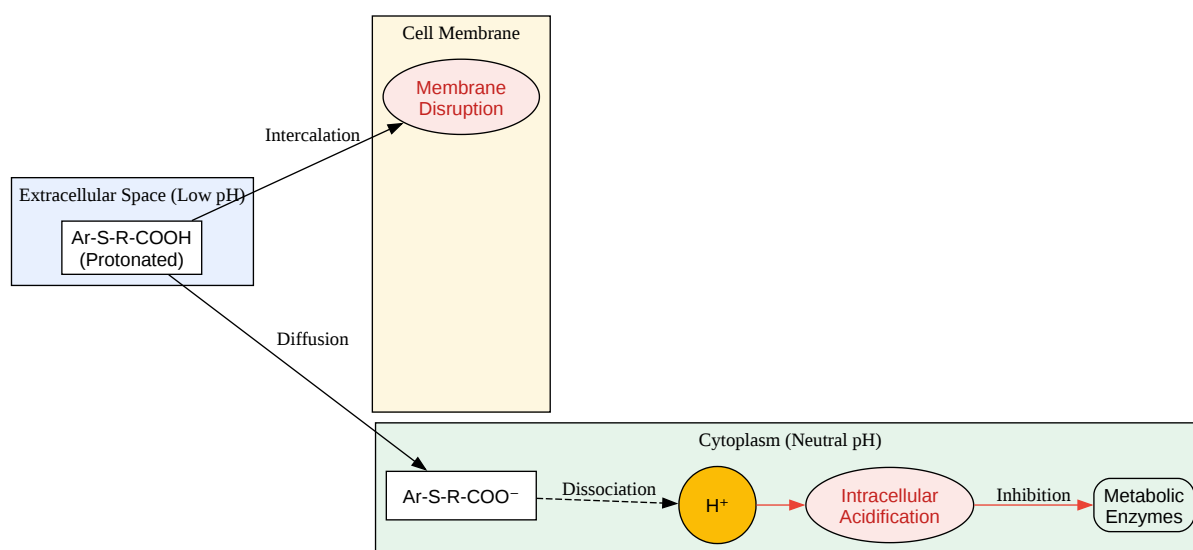 Cell Membrane
Membrane
Disruption
Intercalation
Extracellular Space (Low pH)
Ar-S-R-COOH
(Protonated)
Diffusion
Cytoplasm (Neutral pH)
Ar-S-R-COO⁻
Dissociation
H⁺
Intracellular
Acidification
Inhibition
Metabolic
Enzymes